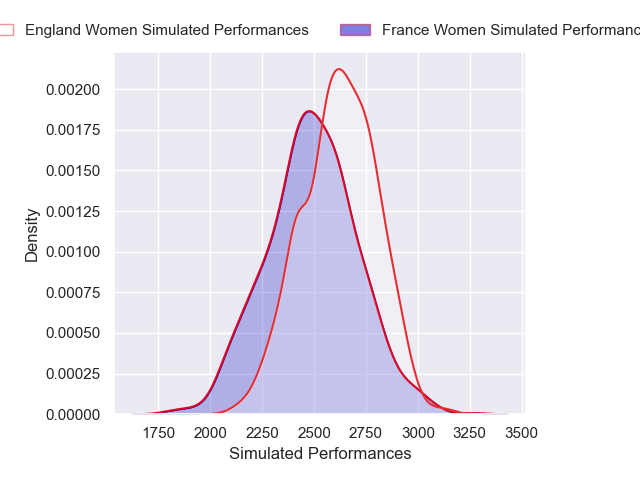 England Women Simulated Performances France Women Simulated Performanc
0.00200
0.00175
0.00150
0.00125
0.00100
0.00075
0.00050
0.00025
0.00000
Density
1750 2000 2250 2500 2750 3000 3250 3500
Simulated Performances